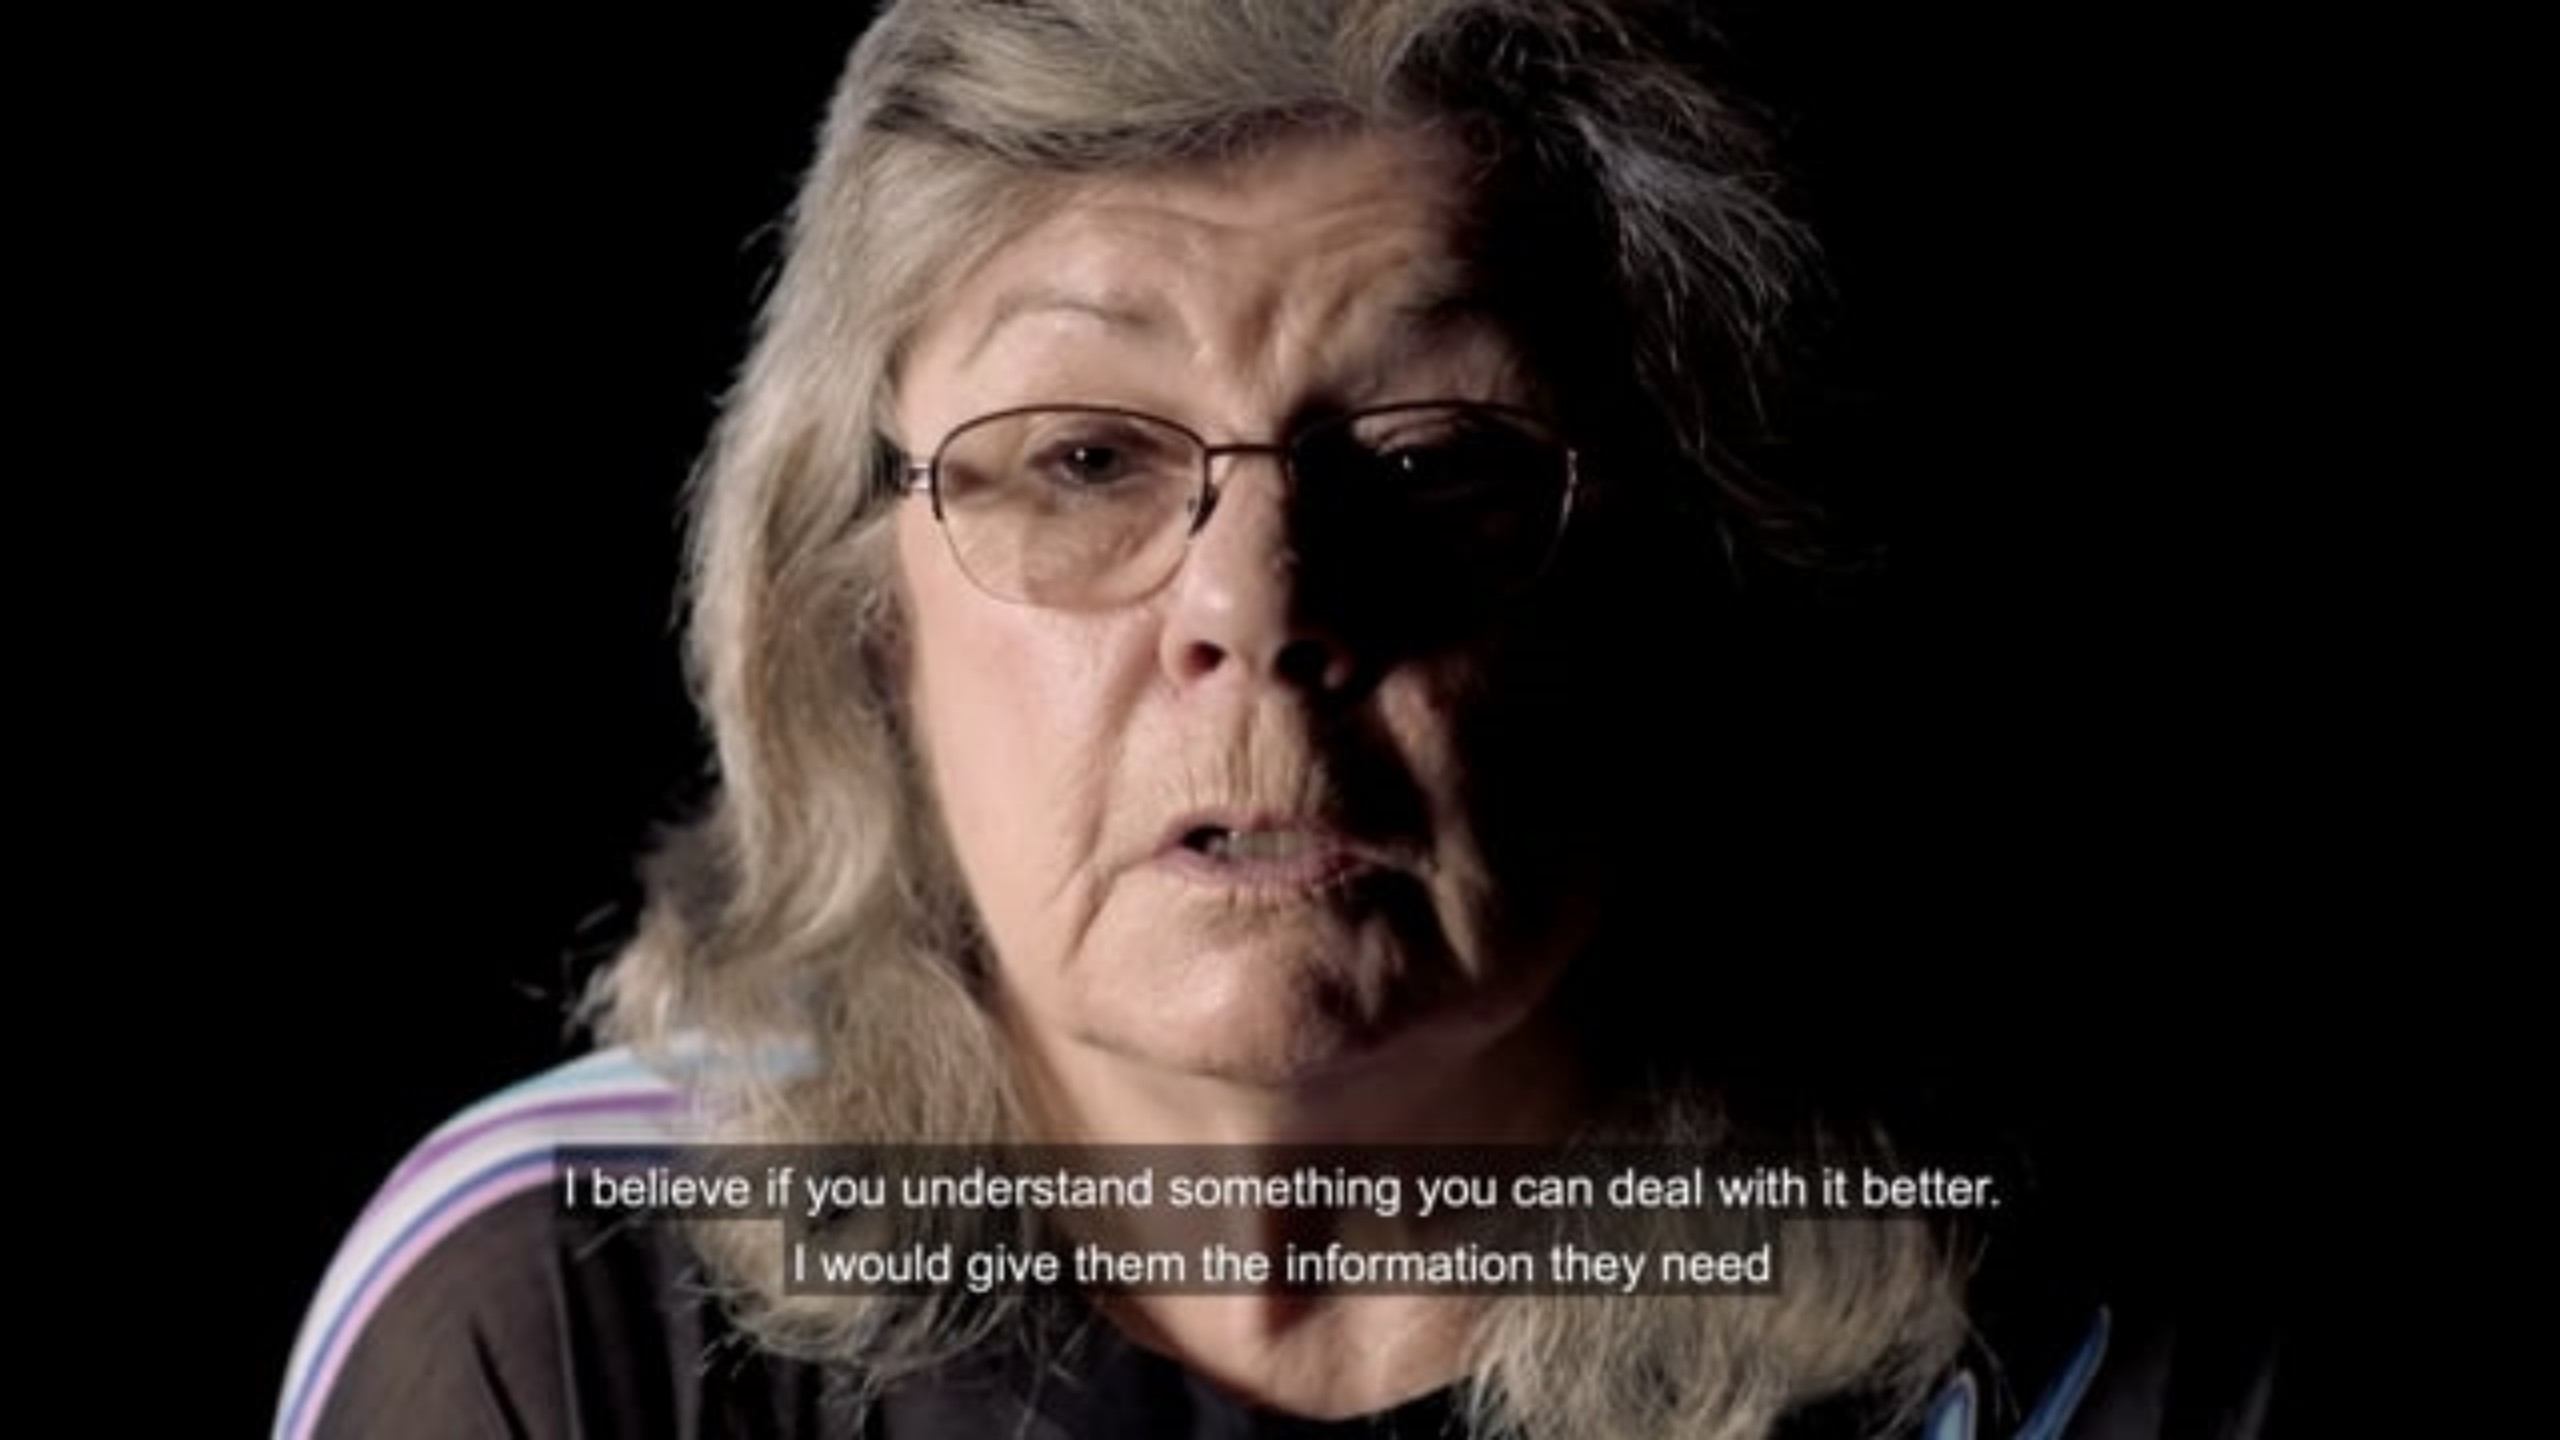 I believe if you understand something you can deal with it better.
I would give them the information they need